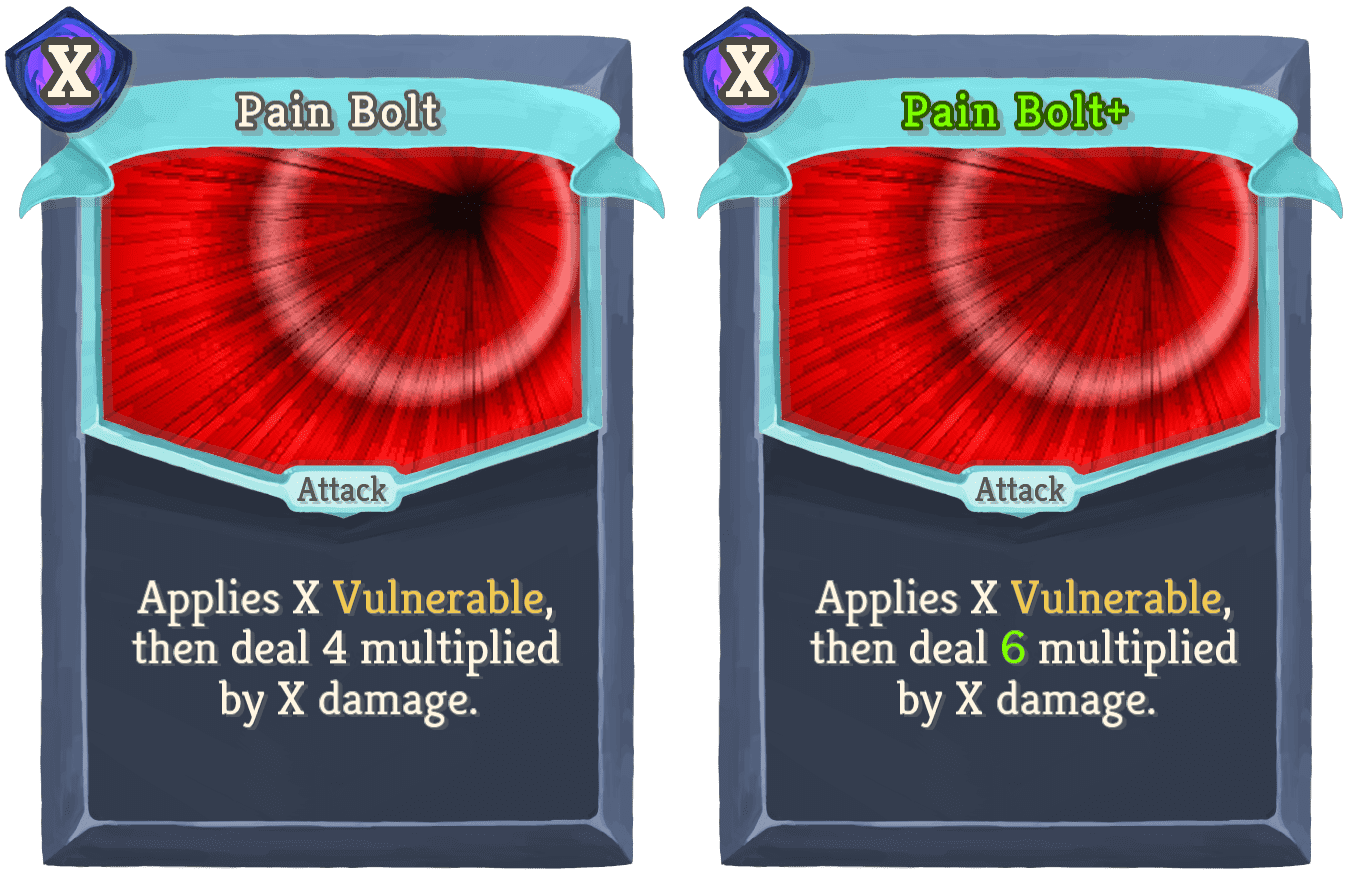 X
Pain Bolt
Attack
Applies X Vulnerable,
then deal 4 multiplied
by X damage.
X
Pain Bolt+
Attack
Applies X Vulnerable,
then deal 6 multiplied
by X damage.